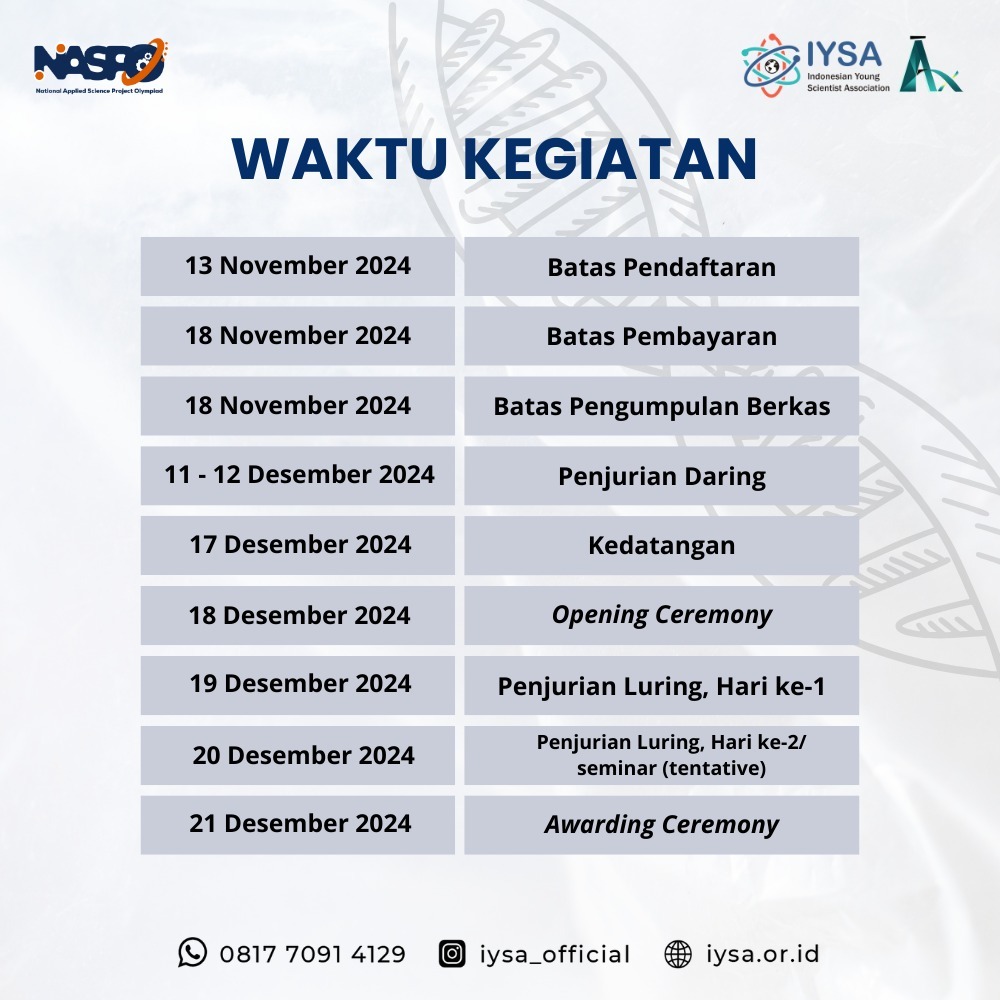 NASPO
National Applied Science Project Olympiad
IYSA
Indonesian Young
Scientist Association
WAKTU KEGIATAN
13 November 2024
Batas Pendaftaran
18 November 2024
Batas Pembayaran
18 November 2024
Batas Pengumpulan Berkas
11 - 12 Desember 2024
Penjurian Daring
17 Desember 2024
Kedatangan
18 Desember 2024
Opening Ceremony
19 Desember 2024
Penjurian Luring, Hari ke-1
20 Desember 2024
Penjurian Luring, Hari ke-2/
seminar (tentative)
21 Desember 2024
Awarding Ceremony
0817 7091 4129
iysa_official
iysa.or.id